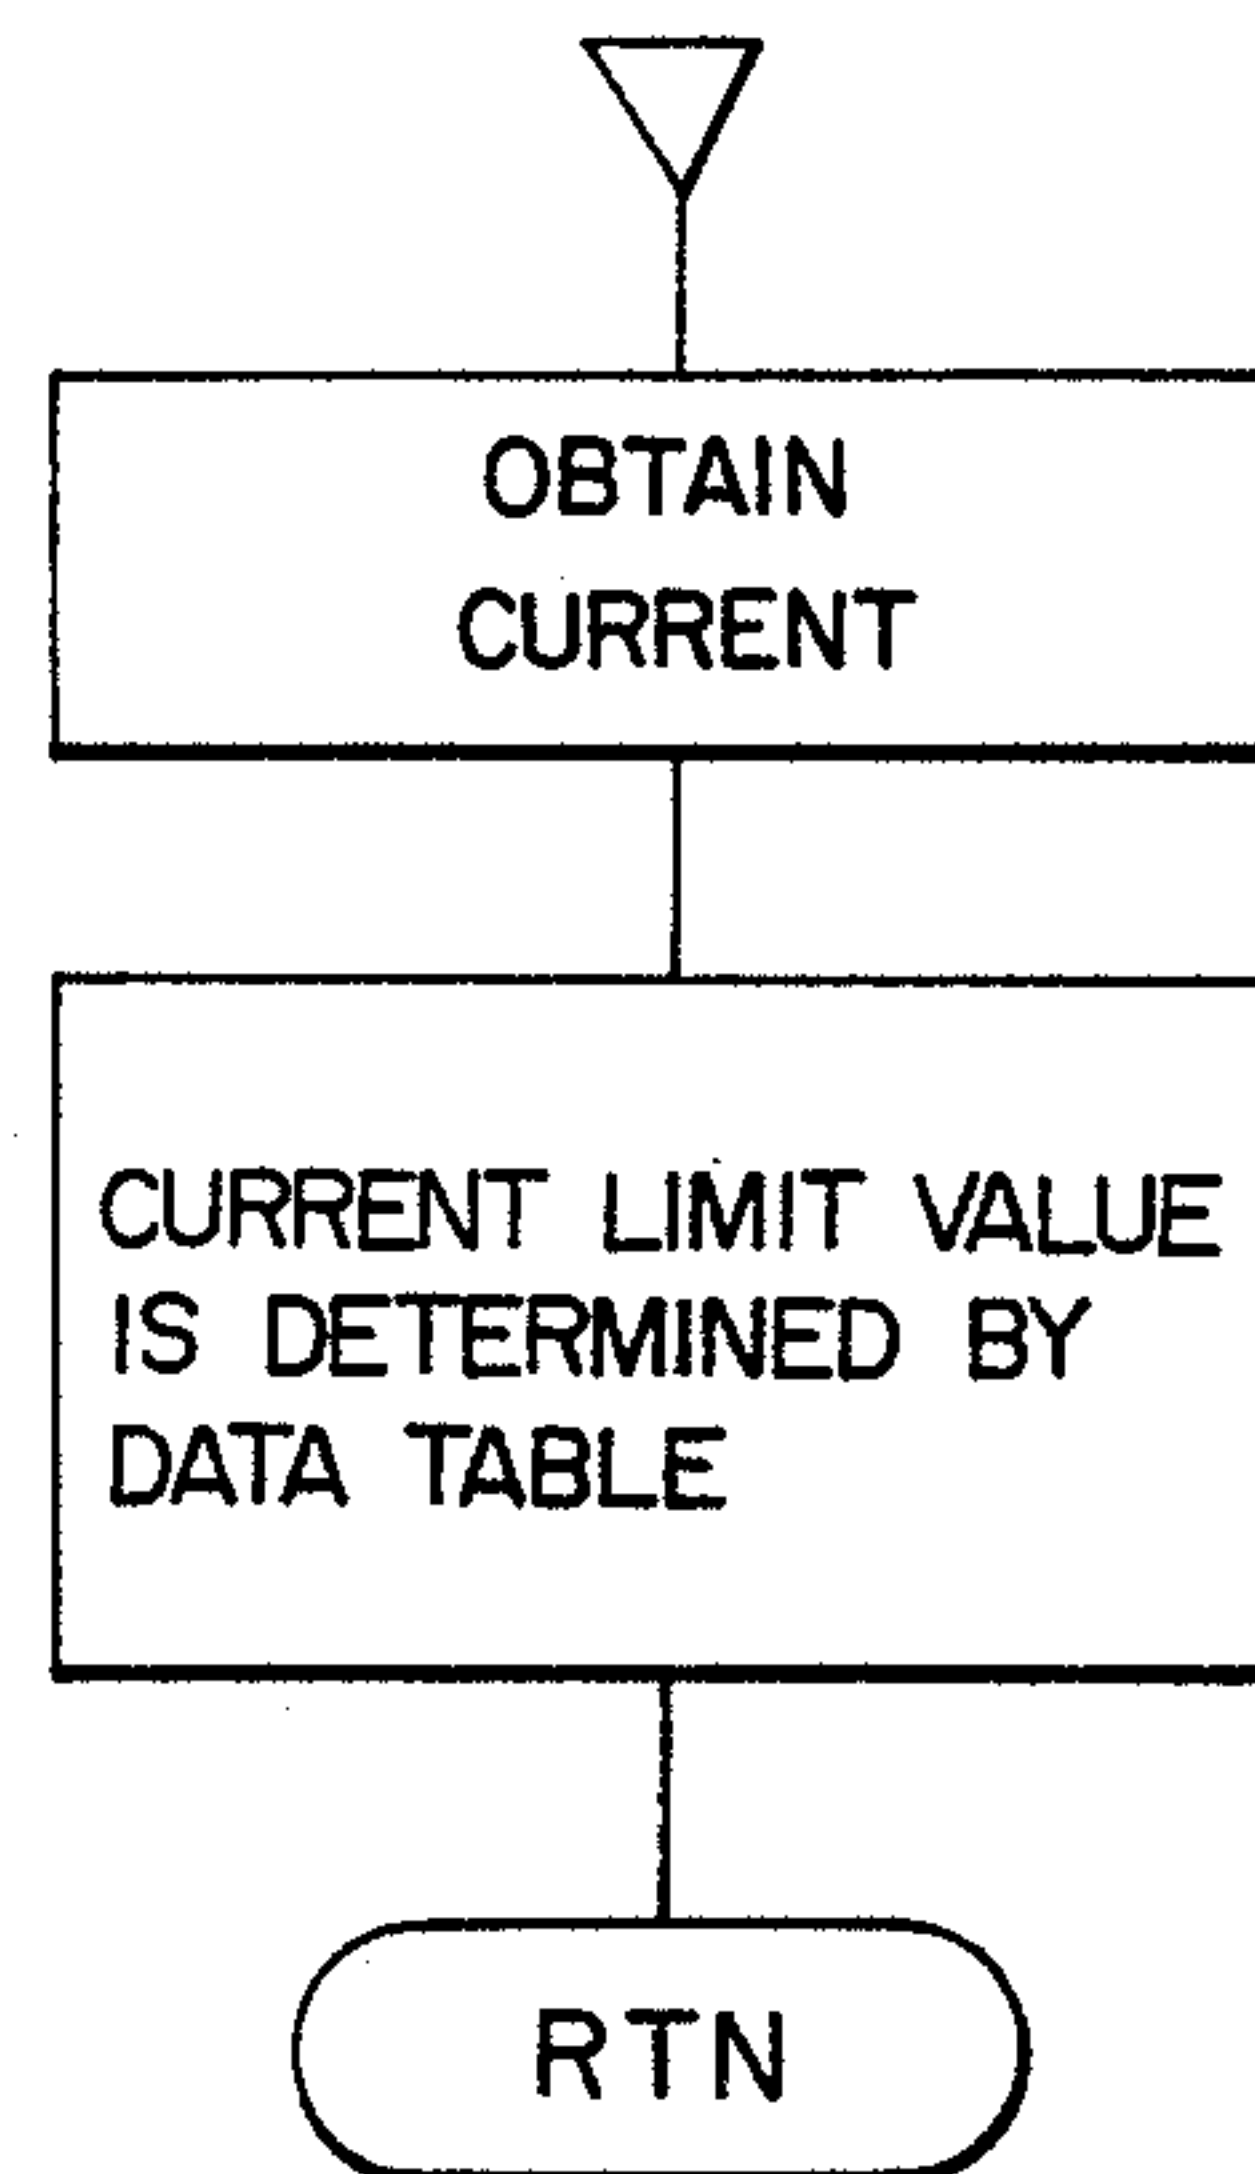 OBTAIN
CURRENT
CURRENT LIMIT VALUE
IS DETERMINED BY
DATA TABLE
RTN